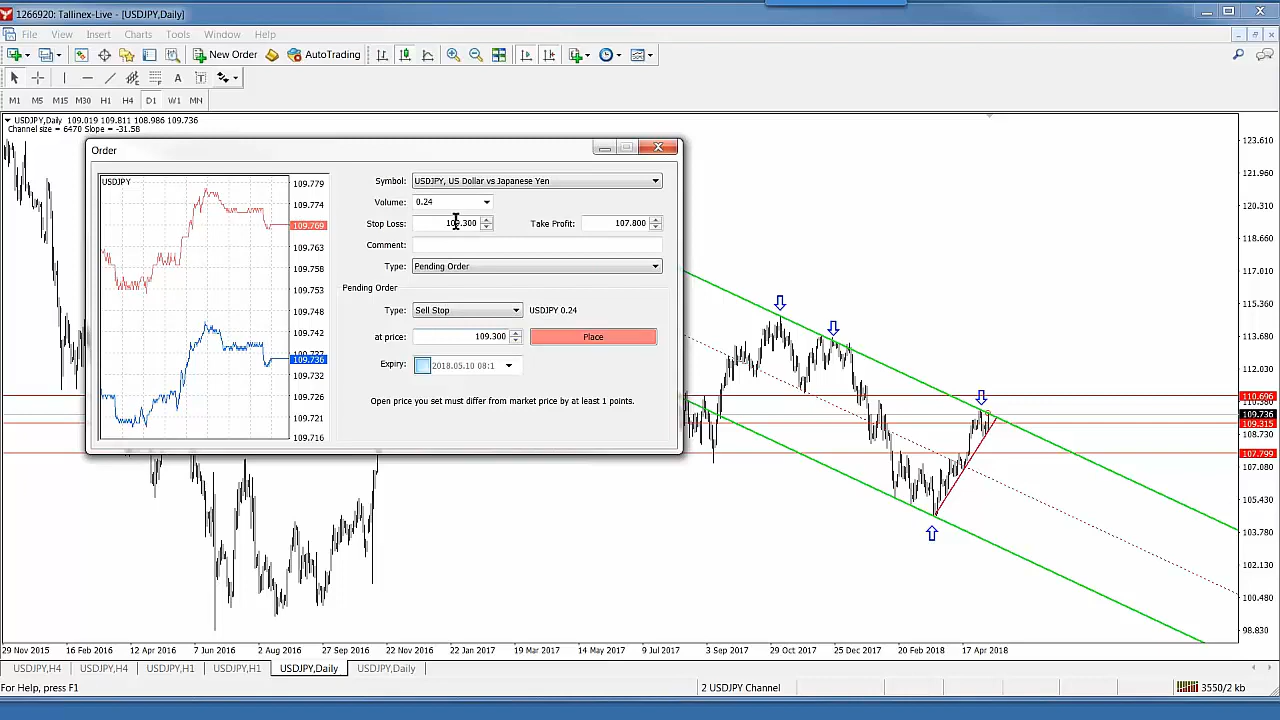 1266920: Tallinex-Live - [USDJPY,Daily]
File View Insert Charts Tools Window Help
New Order AutoTrading
A T
M1 M5 M15 M30 H1 H4 D1 W1 MN
USDJPY,Daily 109.019 109.811 108.986 109.736
Channel size = 6470 Slope = -31.58
Order
USDJPY
109.779
109.769
109.763
109.758
109.753
109.748
109.742
109.736
109.732
109.726
109.721
109.716
Symbol: USDJPY, US Dollar vs Japanese Yen
Volume: 0.24
Stop Loss: .300 Take Profit: 107.800
Comment:
Type: Pending Order
Pending Order
Type: Sell Stop USDJPY 0.24
at price: 109.300 Place
Expiry: 2018.05.10 08:1
Open price you set must differ from market price by at least 1 points.
123.610
121.960
120.310
118.660
117.010
115.360
113.680
112.030
110.696
109.736
109.315
108.730
107.799
107.080
105.430
103.780
102.130
100.480
98.830
29 Nov 2015 16 Feb 2016 12 Apr 2016 7 Jun 2016 2 Aug 2016 27 Sep 2016 22 Nov 2016 22 Jan 2017 19 Mar 2017 14 May 2017 9 Jul 2017 3 Sep 2017 29 Oct 2017 25 Dec 2017 20 Feb 2018 17 Apr 2018
USDJPY,H4 USDJPY,H4 USDJPY,H1 USDJPY,H1 USDJPY,Daily USDJPY,Daily
For Help, press F1 2 USDJPY Channel 3550/2 kb